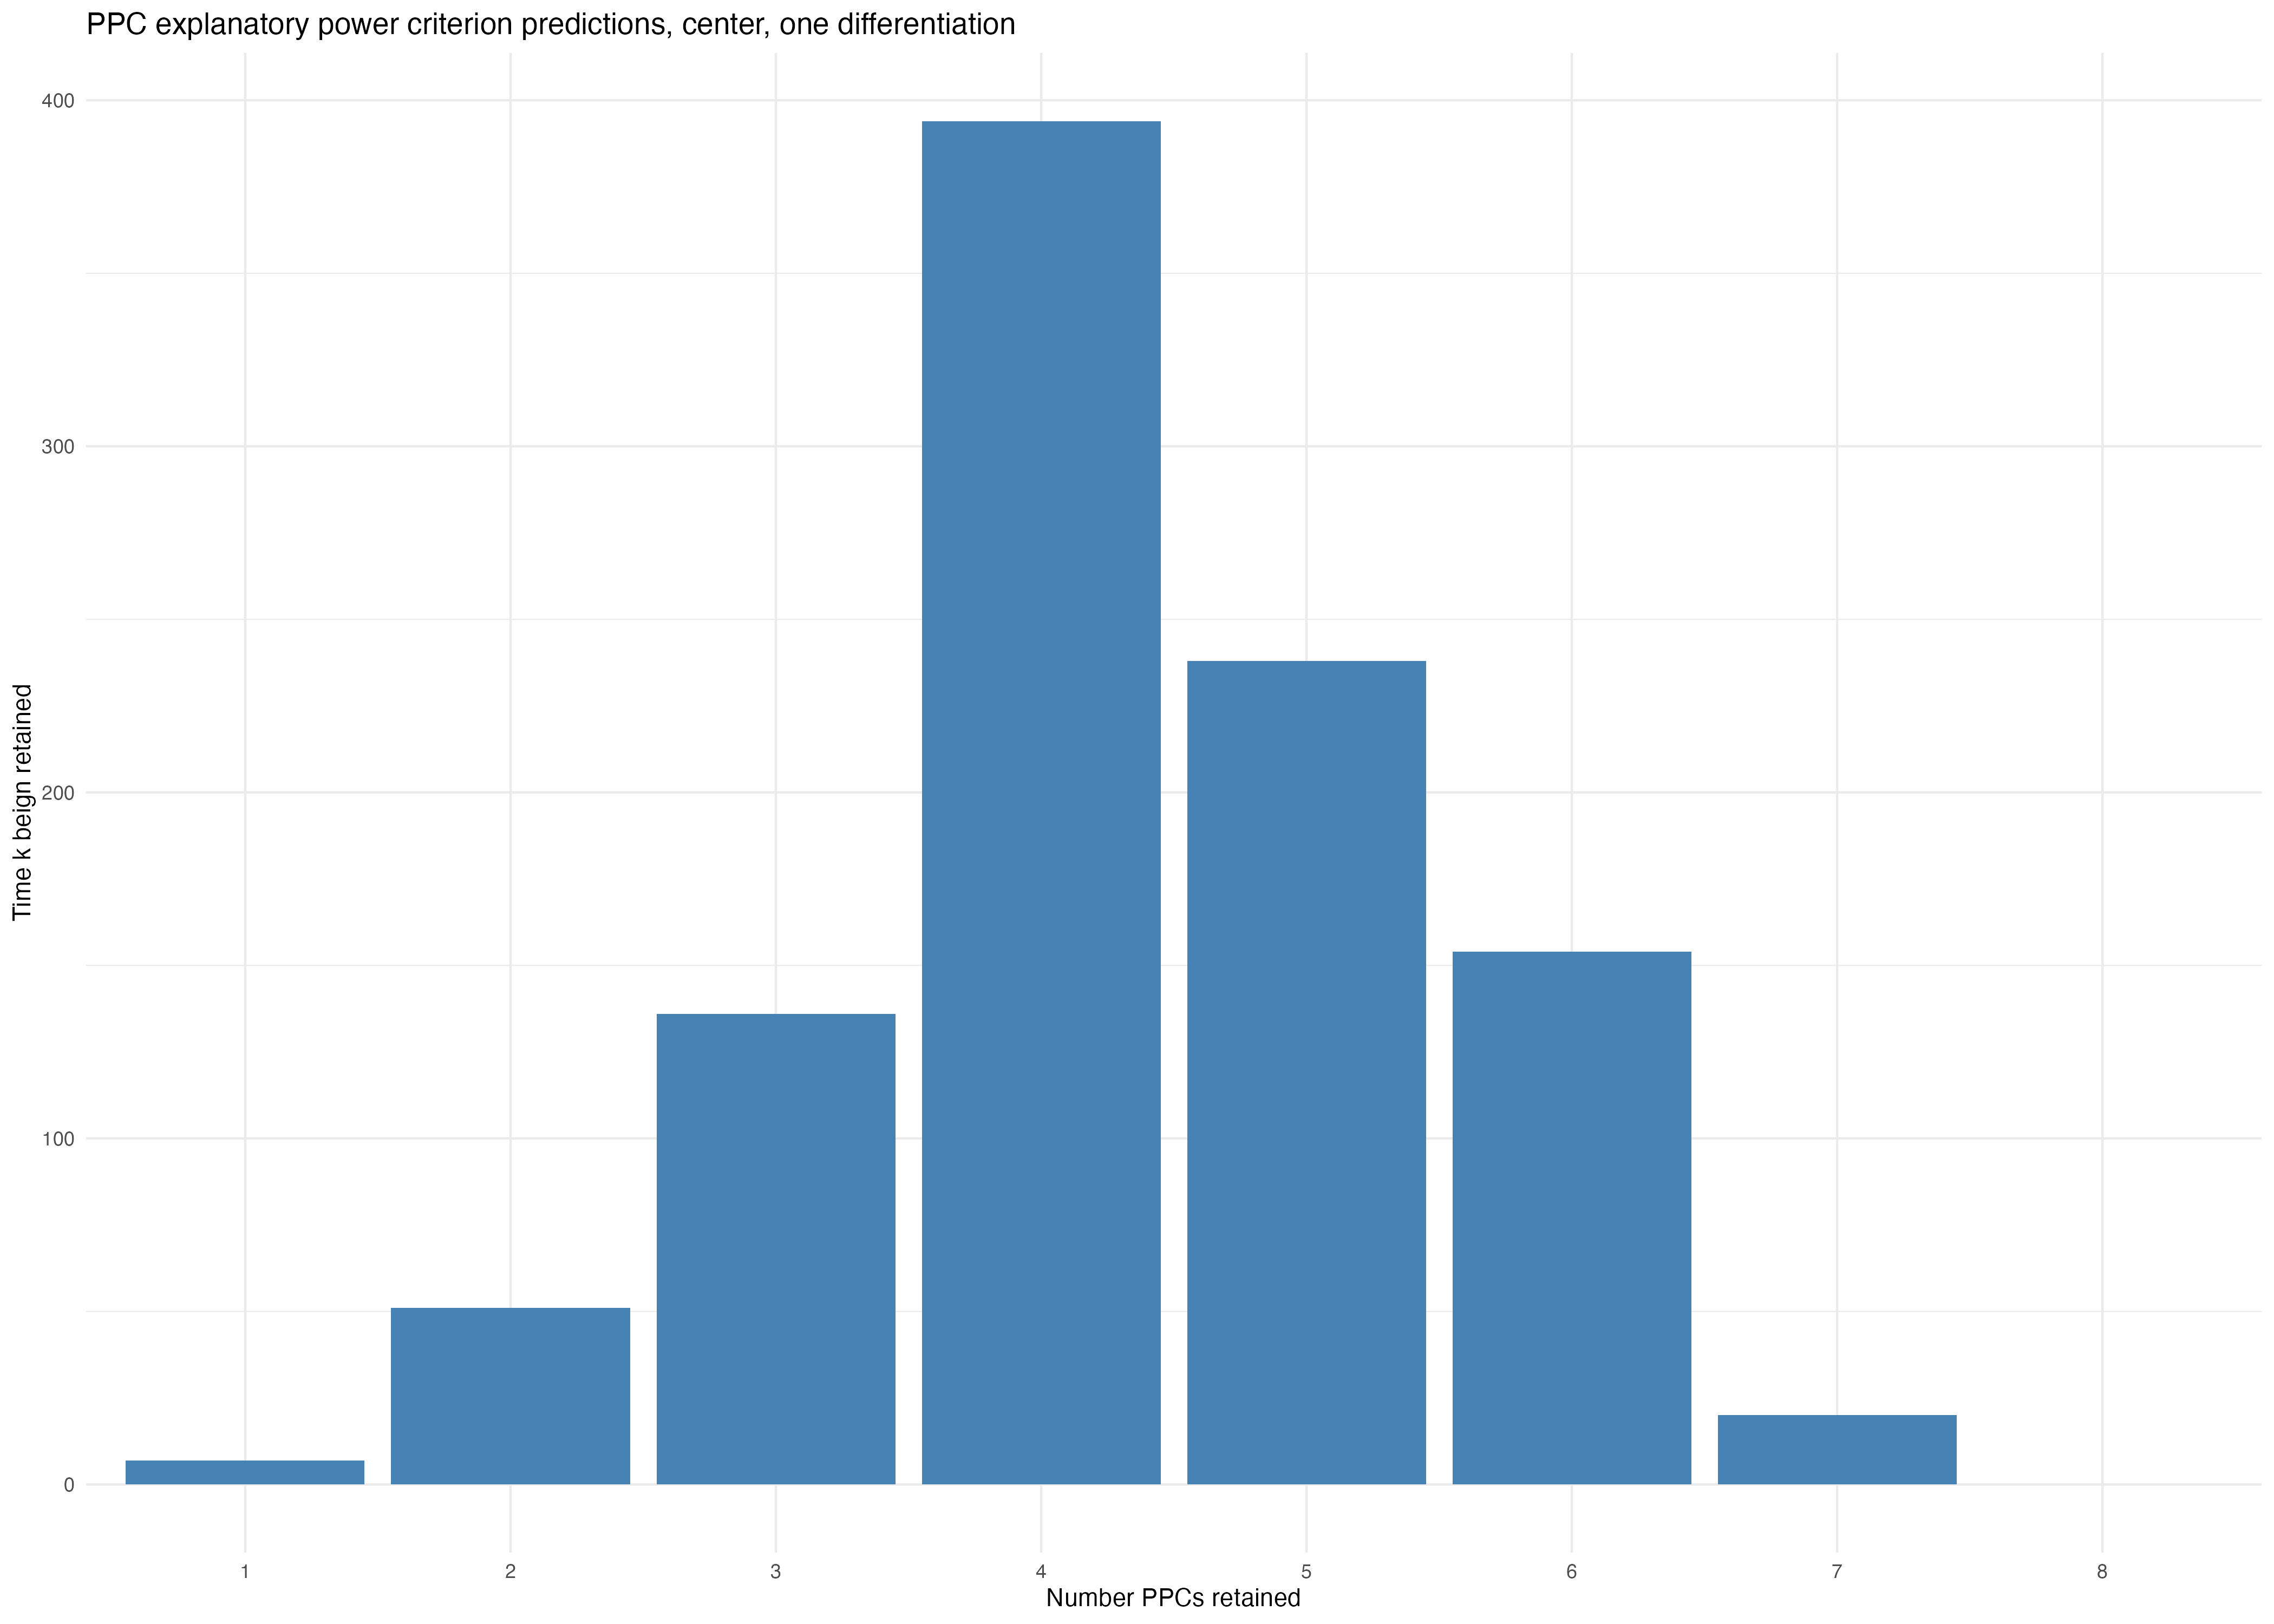 PPC explanatory power criterion predictions, center, one differentiation
Time k beign retained
400
300
200
100
0
1 2 3 4 5 6 7 8
Number PPCs retained